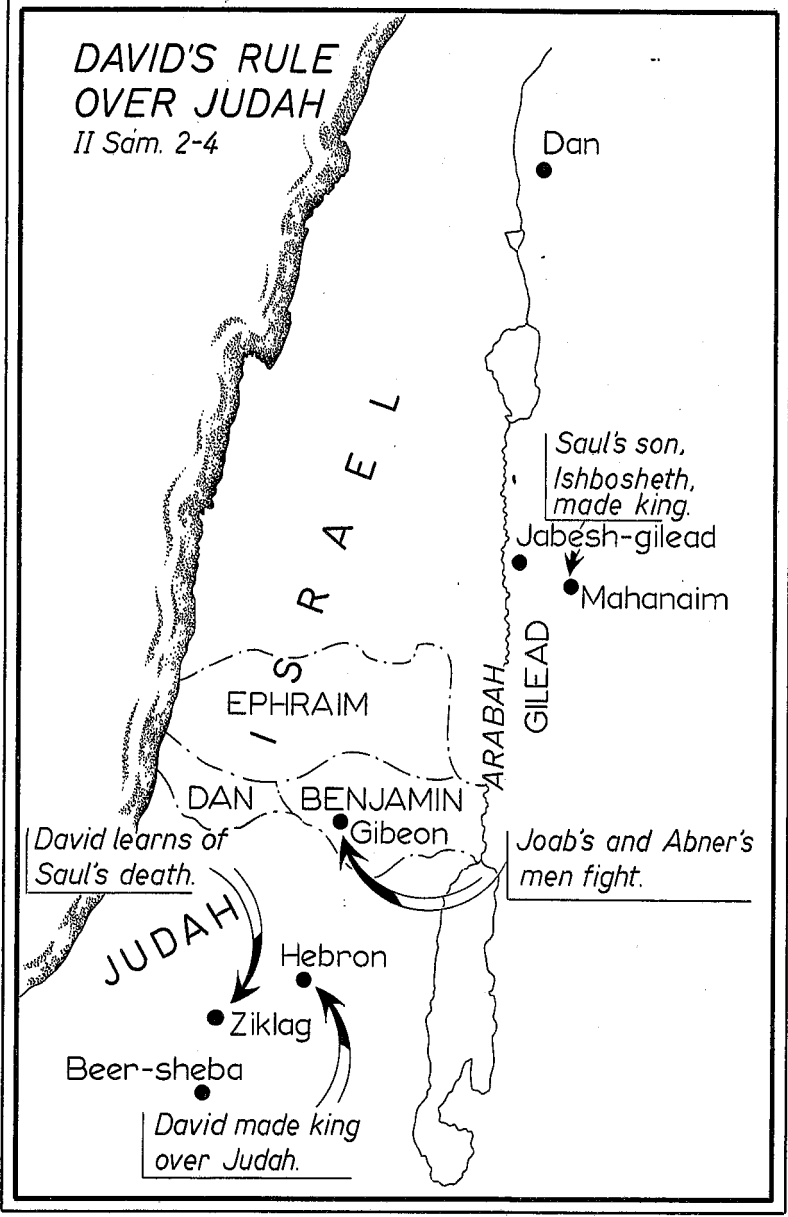 DAVID'S RULE
OVER JUDAH
II Sam. 2-4
Dan
ISRAEL
Saul's son,
Ishbosheth,
made king.
Jabesh-gilead
Mahanaim
GILEAD
ARABAH
EPHRAIM
DAN
BENJAMIN
Gibeon
David learns of
Saul's death.
Joab's and Abner's
men fight.
JUDAH
Hebron
Ziklag
Beer-sheba
David made king
over Judah.